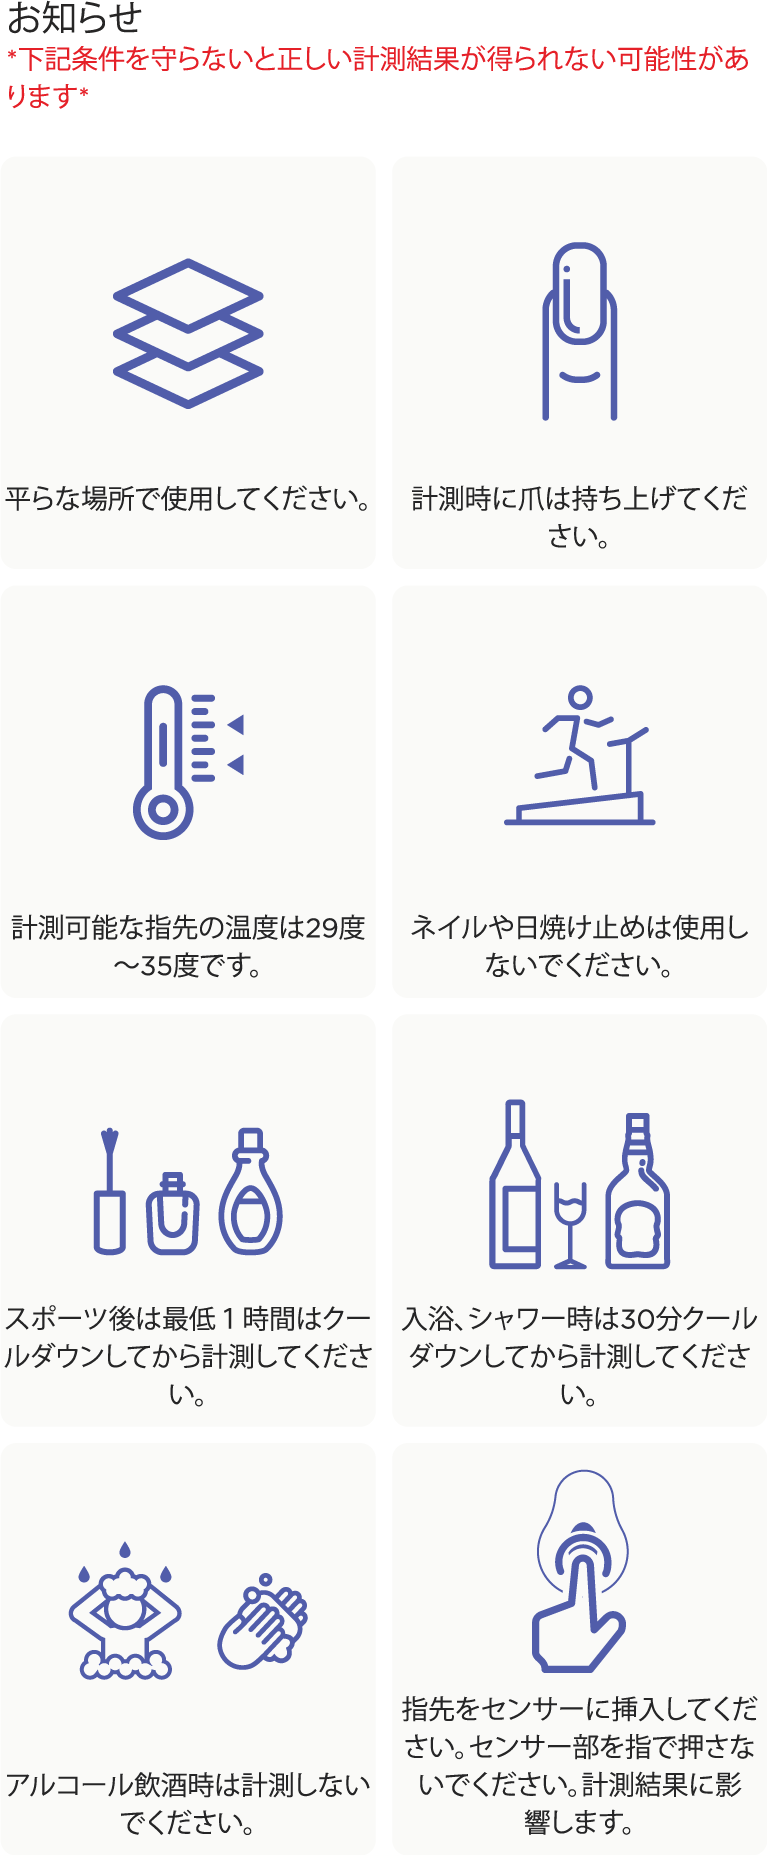 お知らせ
*下記条件を守らないと正しい計測結果が得られない可能性があ
ります*
平らな場所で使用してください。
計測時に爪は持ち上げてくだ
さい。
計測可能な指先の温度は29度
～35度です。
ネイルや日焼け止めは使用し
ないでください。
スポーツ後は最低１時間はクー
ルダウンしてから計測してくださ
い。
入浴、シャワー時は30分クール
ダウンしてから計測してくださ
い。
アルコール飲酒時は計測しない
でください。
指先をセンサーに挿入してくだ
さい。センサー部を指で押さな
いでください。計測結果に影
響します。